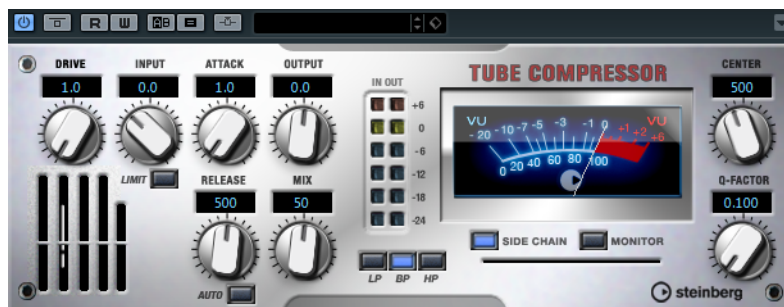 R W AB
DRIVE INPUT ATTACK OUTPUT
1.0 0.0 1.0 0.0
IN OUT
+6
0
-6
-12
-18
-24
TUBE COMPRESSOR
VU VU
-20 -10 -7 -5 -3 -1 0 +1 +2 +6
0 20 40 60 80 100
CENTER
500
LIMIT
RELEASE MIX
500 50
AUTO
LP BP HP
SIDE CHAIN MONITOR
Q-FACTOR
0.100
steinberg